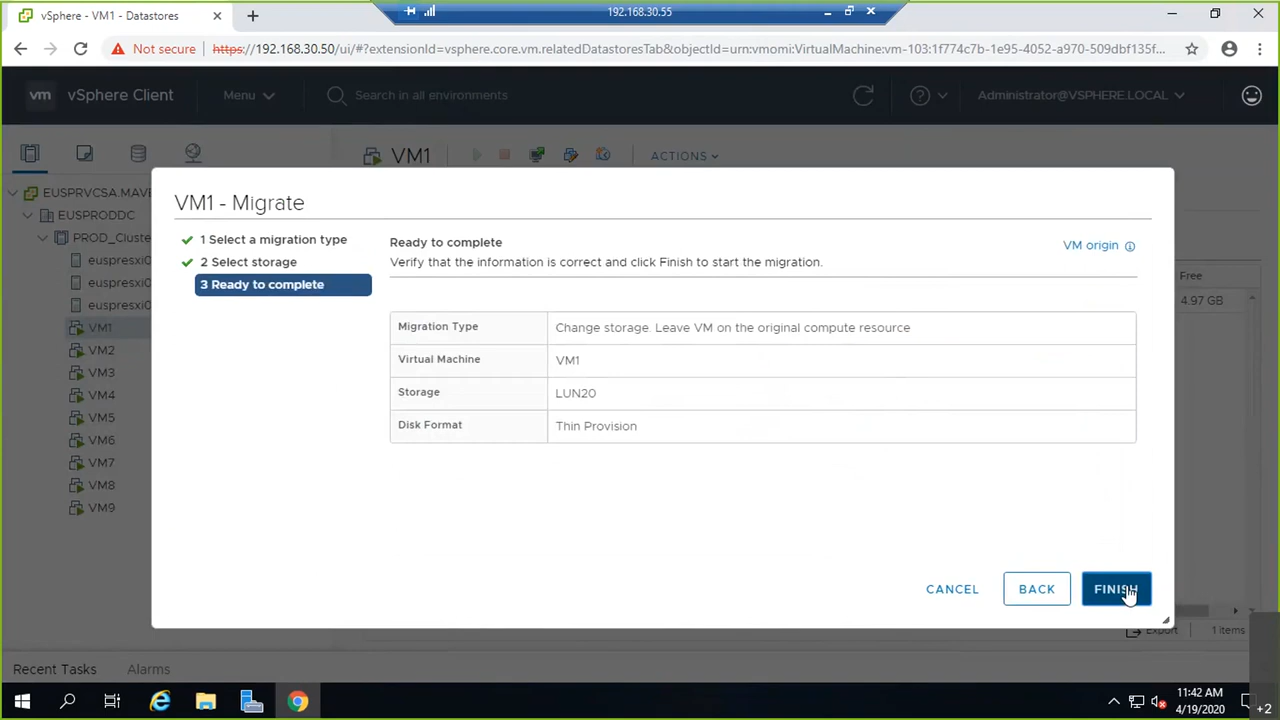 192.168.30.55
vSphere - VM1 - Datastores
Not secure https://192.168.30.50/ui/#?extensionId=vsphere.core.vm.relatedDatastoresTab&objectId=urn:vmomi:VirtualMachine:vm-103:1f774c7b-1e95-4052-a970-509dbf135f...
vm vSphere Client Menu Search in all environments Administrator@VSPHERE.LOCAL
VM1 ACTIONS
EUSPRVCSA.MAVE
EUSPRODDC
PROD_Cluster
euspresxi0
euspresxi0
euspresxi0
VM1
VM2
VM3
VM4
VM5
VM6
VM7
VM8
VM9
VM1 - Migrate
1 Select a migration type
2 Select storage
3 Ready to complete
Ready to complete
VM origin
Verify that the information is correct and click Finish to start the migration.
Migration Type Change storage. Leave VM on the original compute resource
Virtual Machine VM1
Storage LUN20
Disk Format Thin Provision
CANCEL BACK FINISH
Free
4.97 GB
Export 1 items
Recent Tasks Alarms
11:42 AM
4/19/2020
+2